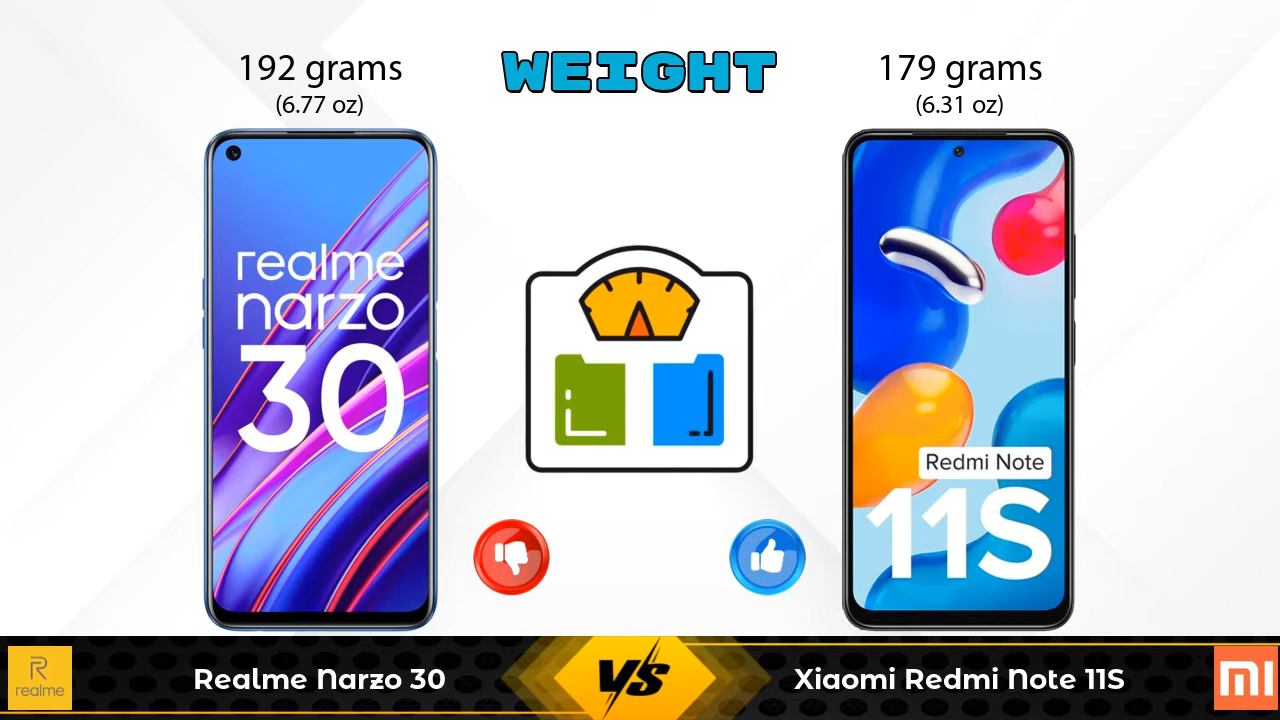 WEIGHT
192 grams
(6.77 oz)
179 grams
(6.31 oz)
realme
narzo
30
Redmi Note
11S
R
realme
Realme Narzo 30
VS
Xiaomi Redmi Note 11S
MI